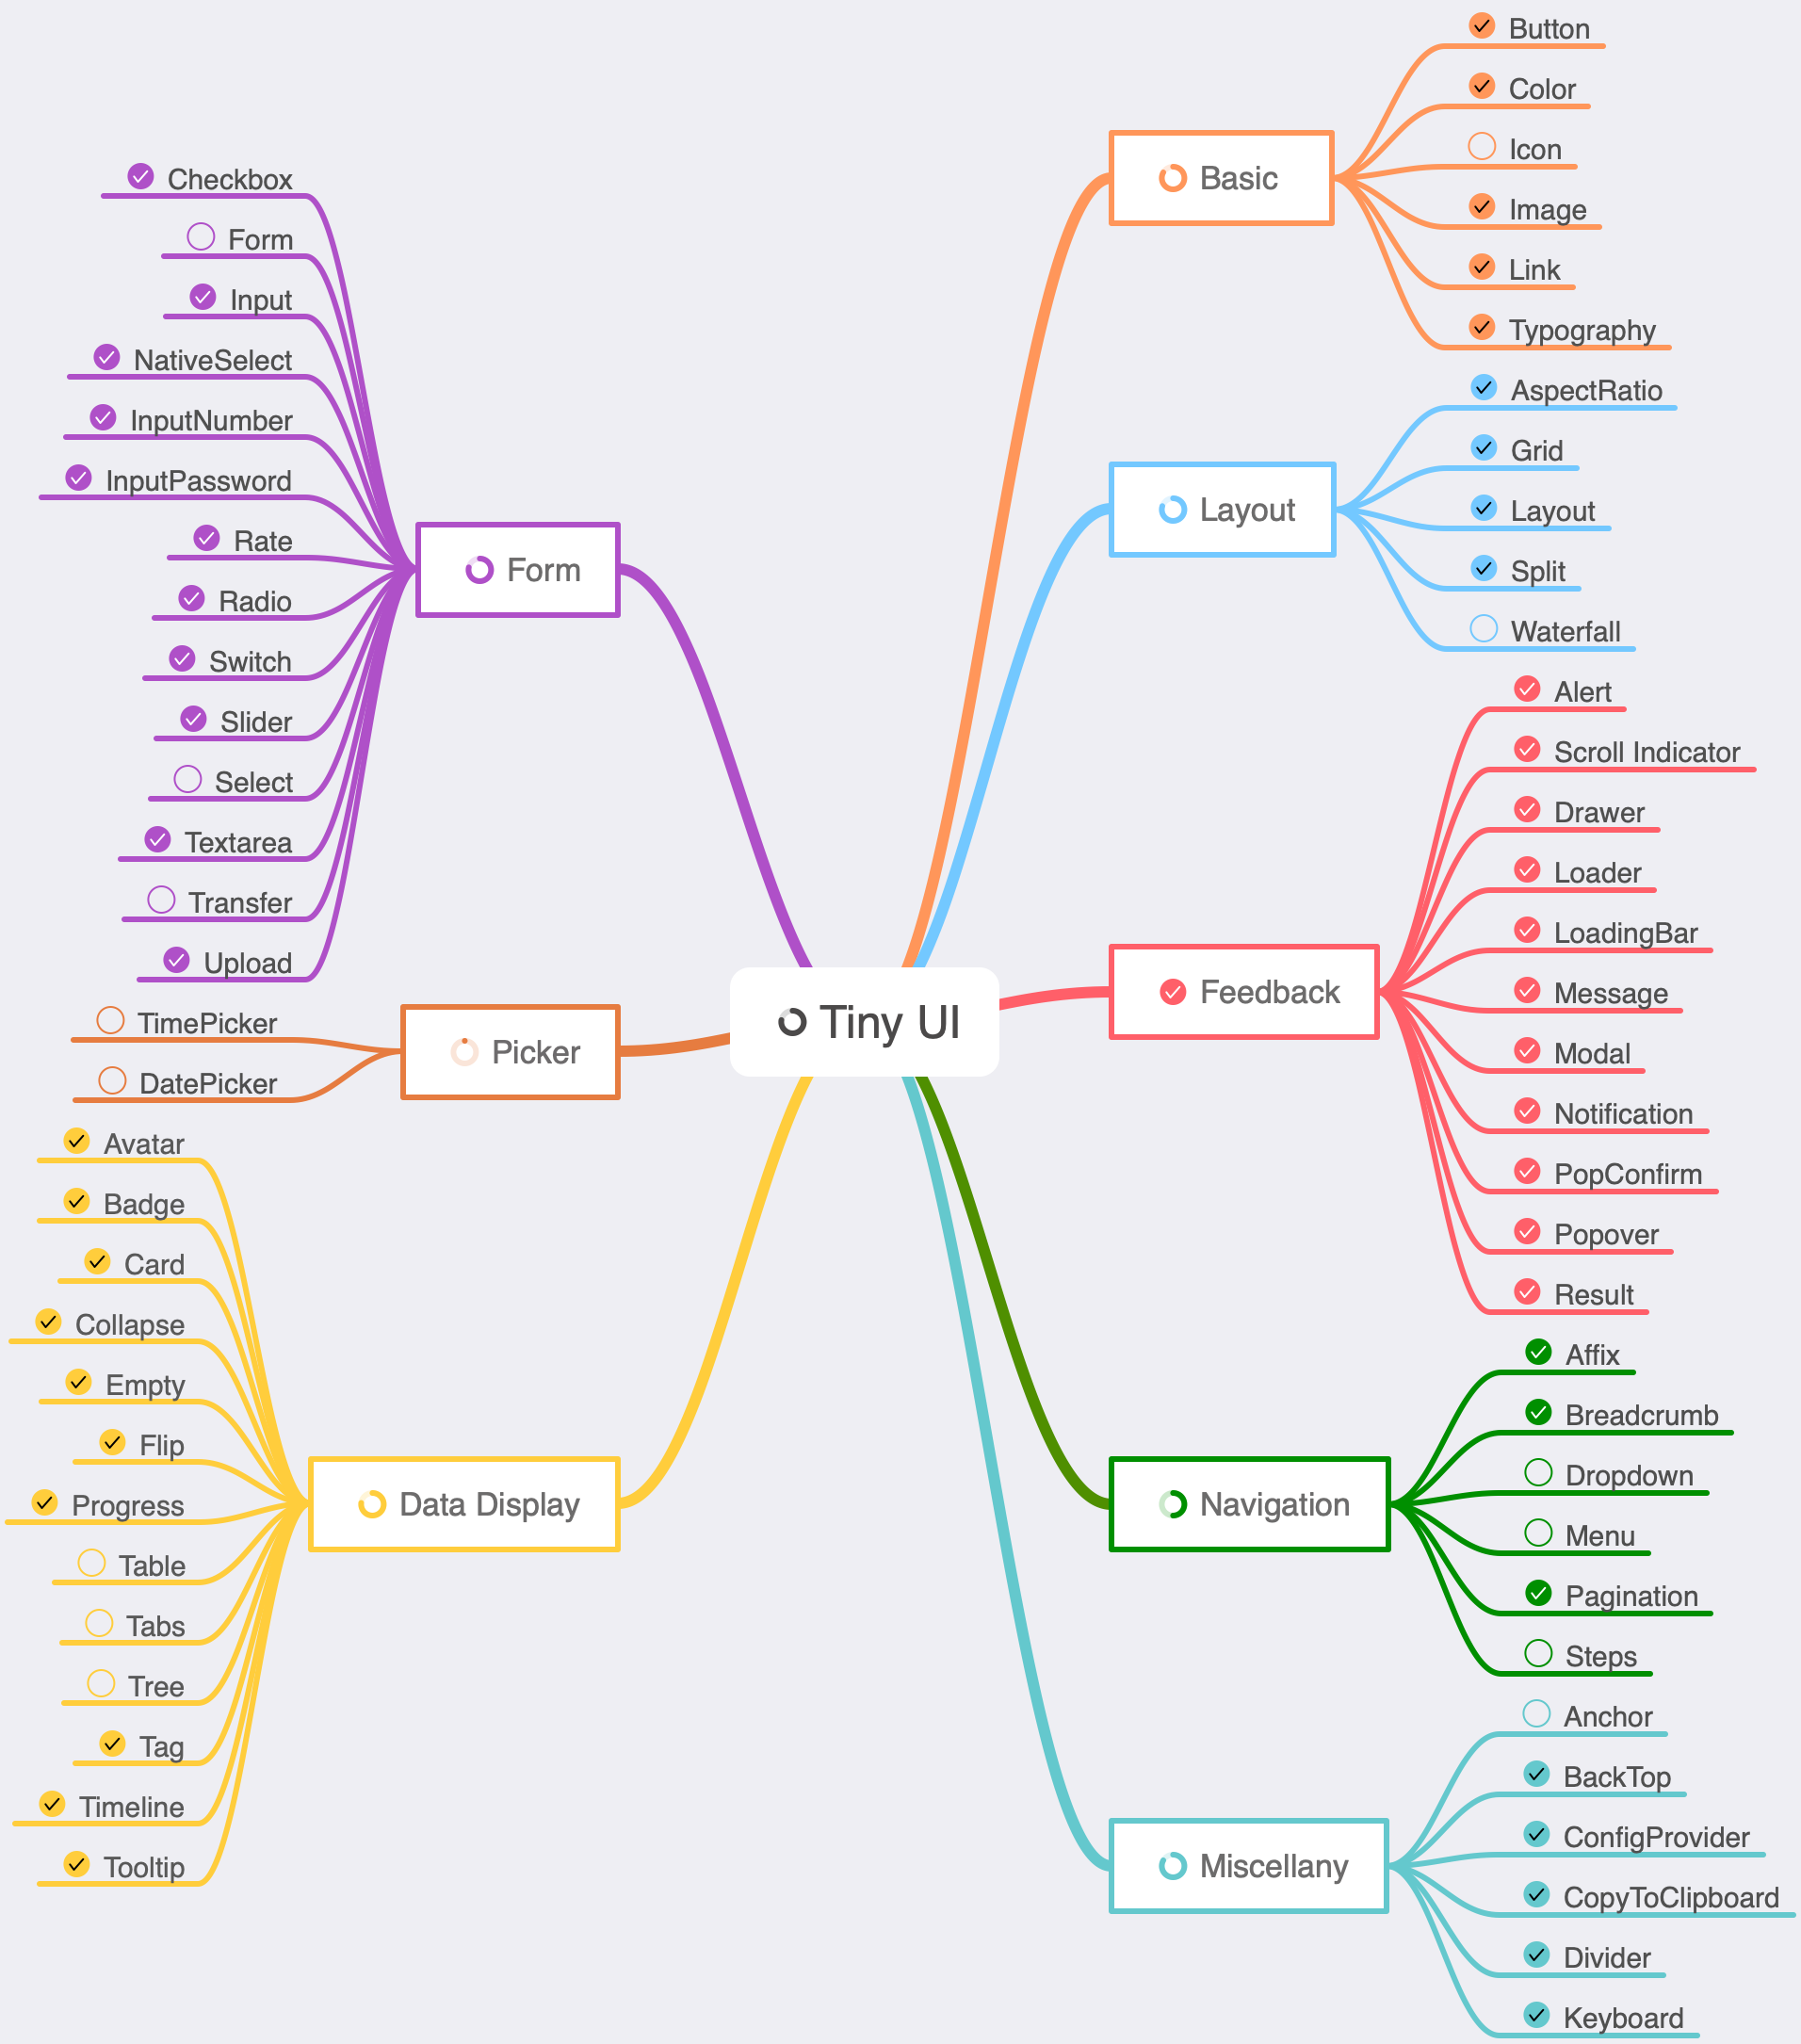 Tiny UI
Basic
Button
Color
Icon
Image
Link
Typography
Layout
AspectRatio
Grid
Layout
Split
Waterfall
Feedback
Alert
Scroll Indicator
Drawer
Loader
LoadingBar
Message
Modal
Notification
PopConfirm
Popover
Result
Navigation
Affix
Breadcrumb
Dropdown
Menu
Pagination
Steps
Miscellany
Anchor
BackTop
ConfigProvider
CopyToClipboard
Divider
Keyboard
Form
Checkbox
Form
Input
NativeSelect
InputNumber
InputPassword
Rate
Radio
Switch
Slider
Select
Textarea
Transfer
Upload
Picker
TimePicker
DatePicker
Data Display
Avatar
Badge
Card
Collapse
Empty
Flip
Progress
Table
Tabs
Tree
Tag
Timeline
Tooltip